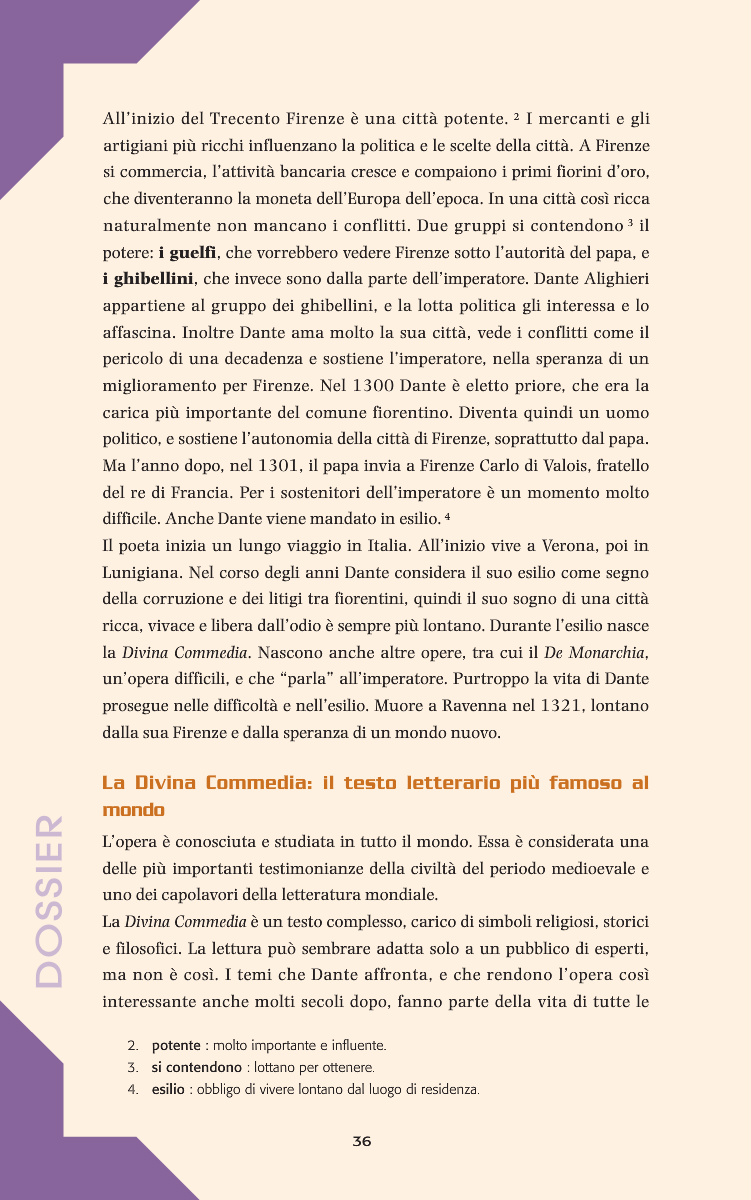 All'inizio del Trecento Firenze è una città potente. ² I mercanti e gli
artigiani più ricchi influenzano la politica e le scelte della città. A Firenze
si commercia, l'attività bancaria cresce e compaiono i primi fiorini d'oro,
che diventeranno la moneta dell'Europa dell'epoca. In una città così ricca
naturalmente non mancano i conflitti. Due gruppi si contendono ³ il
potere: i guelfi, che vorrebbero vedere Firenze sotto l'autorità del papa, e
i ghibellini, che invece sono dalla parte dell'imperatore. Dante Alighieri
appartiene al gruppo dei ghibellini, e la lotta politica gli interessa e lo
affascina. Inoltre Dante ama molto la sua città, vede i conflitti come il
pericolo di una decadenza e sostiene l'imperatore, nella speranza di un
miglioramento per Firenze. Nel 1300 Dante è eletto priore, che era la
carica più importante del comune fiorentino. Diventa quindi un uomo
politico, e sostiene l'autonomia della città di Firenze, soprattutto dal papa.
Ma l'anno dopo, nel 1301, il papa invia a Firenze Carlo di Valois, fratello
del re di Francia. Per i sostenitori dell'imperatore è un momento molto
difficile. Anche Dante viene mandato in esilio. ⁴
Il poeta inizia un lungo viaggio in Italia. All'inizio vive a Verona, poi in
Lunigiana. Nel corso degli anni Dante considera il suo esilio come segno
della corruzione e dei litigi tra fiorentini, quindi il suo sogno di una città
ricca, vivace e libera dall'odio è sempre più lontano. Durante l'esilio nasce
la Divina Commedia. Nascono anche altre opere, tra cui il De Monarchia,
un'opera difficili, e che “parla” all'imperatore. Purtroppo la vita di Dante
prosegue nelle difficoltà e nell'esilio. Muore a Ravenna nel 1321, lontano
dalla sua Firenze e dalla speranza di un mondo nuovo.
La Divina Commedia: il testo letterario più famoso al
mondo
L'opera è conosciuta e studiata in tutto il mondo. Essa è considerata una
delle più importanti testimonianze della civiltà del periodo medioevale e
uno dei capolavori della letteratura mondiale.
La Divina Commedia è un testo complesso, carico di simboli religiosi, storici
e filosofici. La lettura può sembrare adatta solo a un pubblico di esperti,
ma non è così. I temi che Dante affronta, e che rendono l'opera così
interessante anche molti secoli dopo, fanno parte della vita di tutte le
DOSSIER
2. potente : molto importante e influente.
3. si contendono : lottano per ottenere.
4. esilio : obbligo di vivere lontano dal luogo di residenza.
36